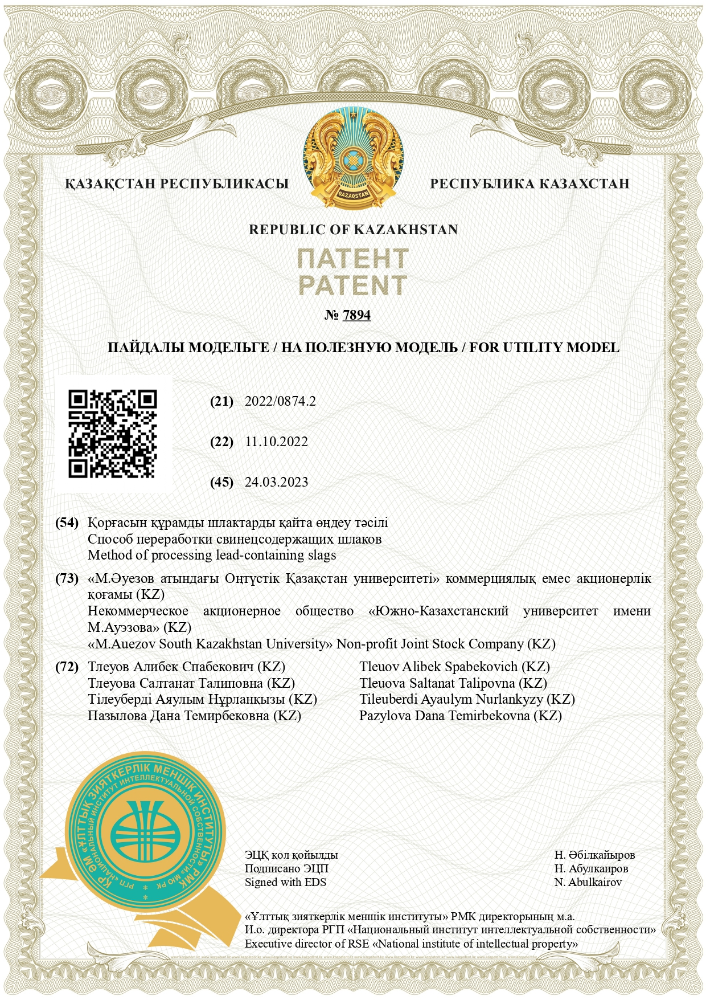 ҚАЗАҚСТАН РЕСПУБЛИКАСЫ
РЕСПУБЛИКА КАЗАХСТАН
QAZAQSTAN
REPUBLIC OF KAZAKHSTAN
ПАТЕНТ
PATENT
№ 7894
ПАЙДАЛЫ МОДЕЛЬГЕ / НА ПОЛЕЗНУЮ МОДЕЛЬ / FOR UTILITY MODEL
(21) 2022/0874.2
(22) 11.10.2022
(45) 24.03.2023
(54) Қорғасын құрамды шлактарды қайта өңдеу тәсілі
Способ переработки свинецсодержащих шлаков
Method of processing lead-containing slags
(73) «М.Әуезов атындағы Оңтүстік Қазақстан университеті» коммерциялық емес акционерлік
қоғамы (KZ)
Некоммерческое акционерное общество «Южно-Казахстанский университет имени
М.Ауэзова» (KZ)
«M.Auezov South Kazakhstan University» Non-profit Joint Stock Company (KZ)
(72) Тлеуов Алибек Спабекович (KZ) Tleuov Alibek Spabekovich (KZ)
Тлеуова Салтанат Талиповна (KZ) Tleuova Saltanat Talipovna (KZ)
Тілеуберді Аяулым Нұрланқызы (KZ) Tileuberdi Ayaulym Nurlankyzy (KZ)
Пазылова Дана Темирбековна (KZ) Pazylova Dana Temirbekovna (KZ)
ҚР ӘМ «ҰЛТТЫҚ ЗИЯТКЕРЛІК МЕНШІК ИНСТИТУТЫ» РМК
РГП «НАЦИОНАЛЬНЫЙ ИНСТИТУТ ИНТЕЛЛЕКТУАЛЬНОЙ СОБСТВЕННОСТИ» МЮ РК
ЭЦҚ қол қойылды Н. Әбілқайыров
Подписано ЭЦП Н. Абулкаиров
Signed with EDS N. Abulkairov
«Ұлттық зияткерлік меншік институты» РМК директорының м.а.
И.о. директора РГП «Национальный институт интеллектуальной собственности»
Executive director of RSE «National institute of intellectual property»